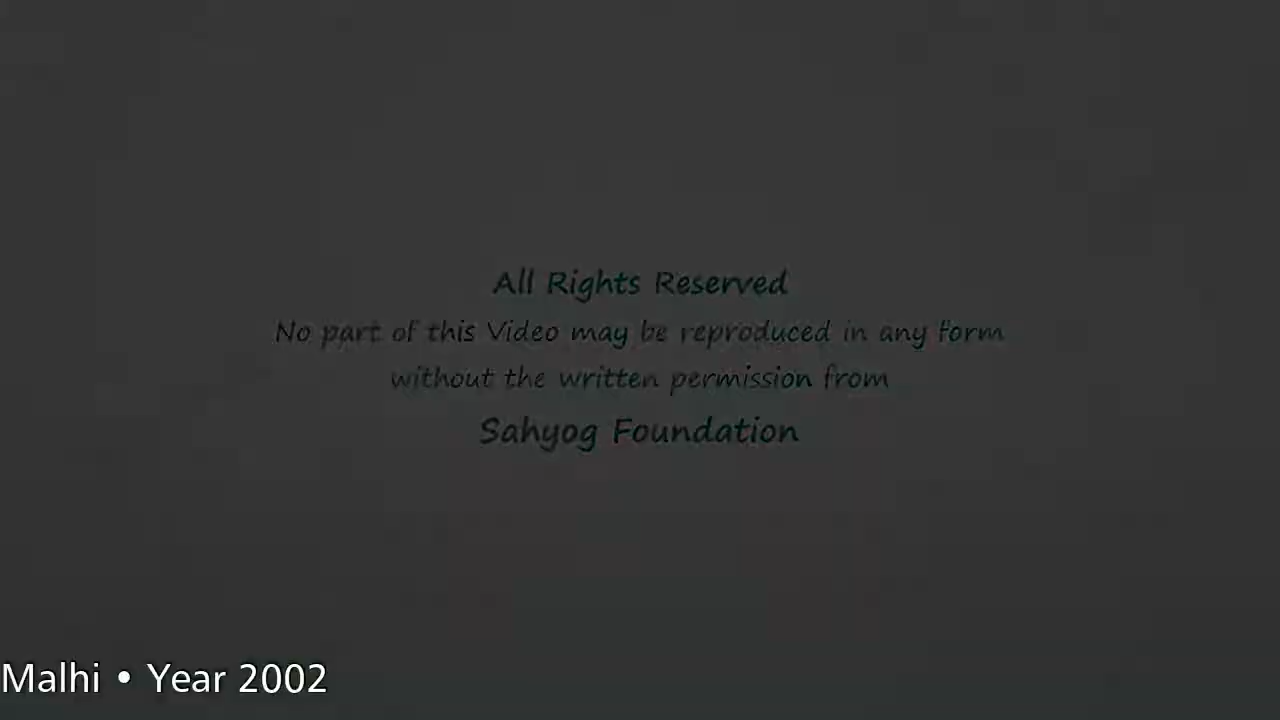 All Rights Reserved
No part of this Video may be reproduced in any form
without the written permission from
Sahyog Foundation
Malhi • Year 2002